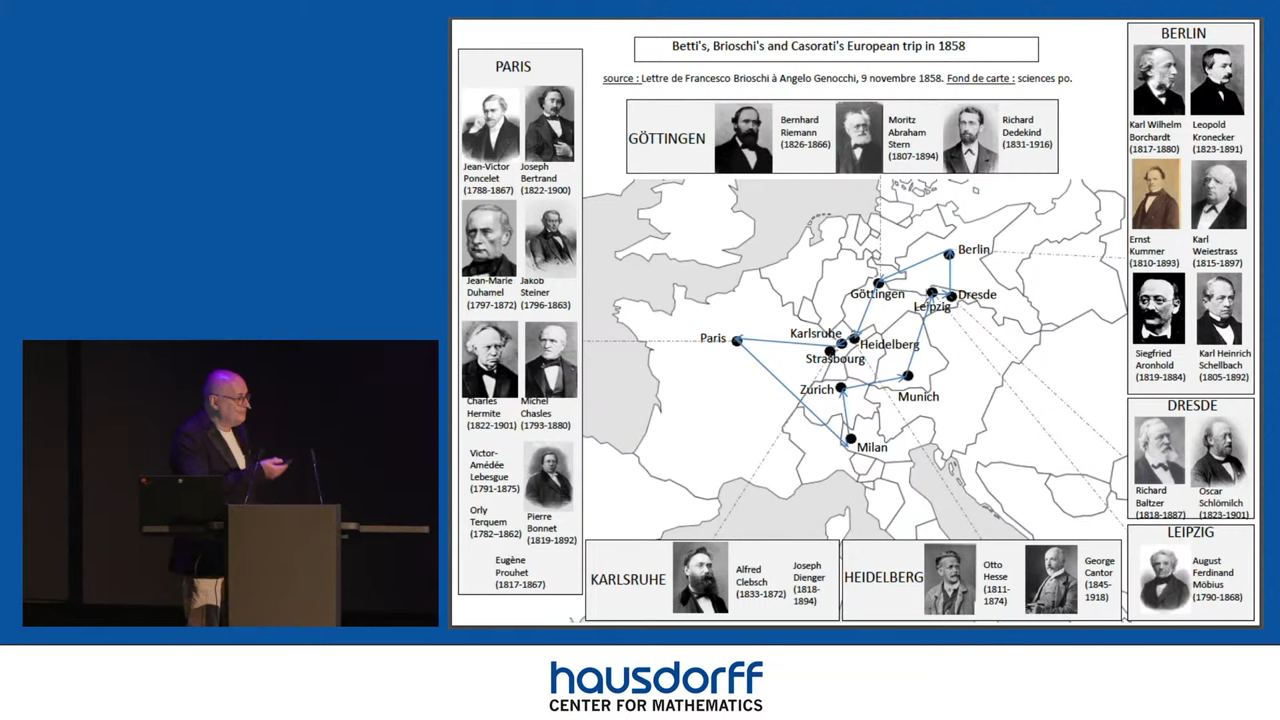 Betti's, Brioschi's and Casorati's European trip in 1858
source : Lettre de Francesco Brioschi à Angelo Genocchi, 9 novembre 1858. Fond de carte : sciences po.
PARIS
Jean-Victor
Poncelet
(1788-1867)
Joseph
Bertrand
(1822-1900)
Jean-Marie
Duhamel
(1797-1872)
Jakob
Steiner
(1796-1863)
Charles
Hermite
(1822-1901)
Michel
Chasles
(1793-1880)
Victor-
Amédée
Lebesgue
(1791-1875)
Orly
Terquem
(1782–1862)
Pierre
Bonnet
(1819-1892)
Eugène
Prouhet
(1817-1867)
GÖTTINGEN
Bernhard
Riemann
(1826-1866)
Moritz
Abraham
Stern
(1807-1894)
Richard
Dedekind
(1831-1916)
Berlin
Göttingen
Leipzig
Dresde
Paris
Karlsruhe
Heidelberg
Strasbourg
Zurich
Munich
Milan
KARLSRUHE
Alfred
Clebsch
(1833-1872)
Joseph
Dienger
(1818-
1894)
HEIDELBERG
Otto
Hesse
(1811-
1874)
George
Cantor
(1845-
1918)
BERLIN
Karl Wilhelm
Borchardt
(1817-1880)
Leopold
Kronecker
(1823-1891)
Ernst
Kummer
(1810-1893)
Karl
Weiestrass
(1815-1897)
Siegfried
Aronhold
(1819-1884)
Karl Heinrich
Schellbach
(1805-1892)
DRESDE
Richard
Baltzer
(1818-1887)
Oscar
Schlömilch
(1823-1901)
LEIPZIG
August
Ferdinand
Möbius
(1790-1868)
hausdorff
CENTER FOR MATHEMATICS